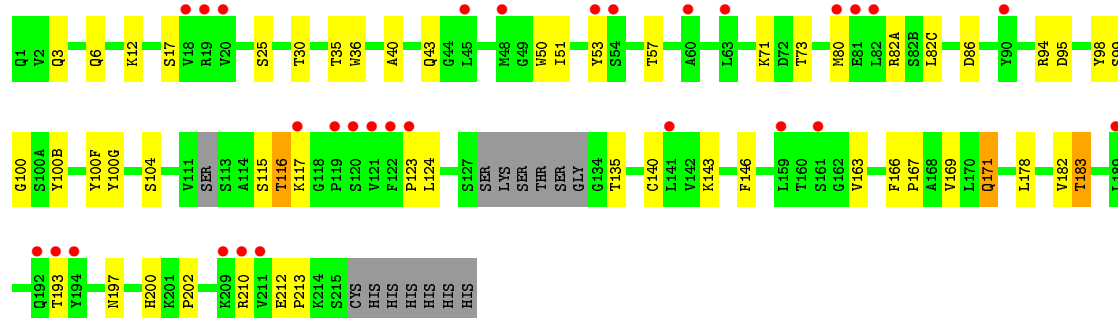 Q1 V2 Q3 Q6 K12 S17 V18 R19 V20 S25 T30 T35 W36 A40 Q43 G44 L45 M48 G49 W50 I51 Y53 S54 T57 A60 L63 K71 D72 T73 M80 E81 L82 R82A S82B L82C D86 Y90 R94 D95 Y98 S99
G100 S100A Y100B Y100F Y100G S104 V111 SER S113 A114 S115 T116 K117 G118 P119 S120 V121 F122 P123 L124 S127 SER LYS SER THR SER GLY G134 T135 C140 L141 V142 K143 F146 L159 T160 S161 G162 V163 F166 P167 A168 V169 L170 Q171 L178 V182 T183 L189
Q192 T193 Y194 N197 H200 K201 P202 K209 R210 V211 E212 P213 K214 S215 CYS HIS HIS HIS HIS HIS HIS